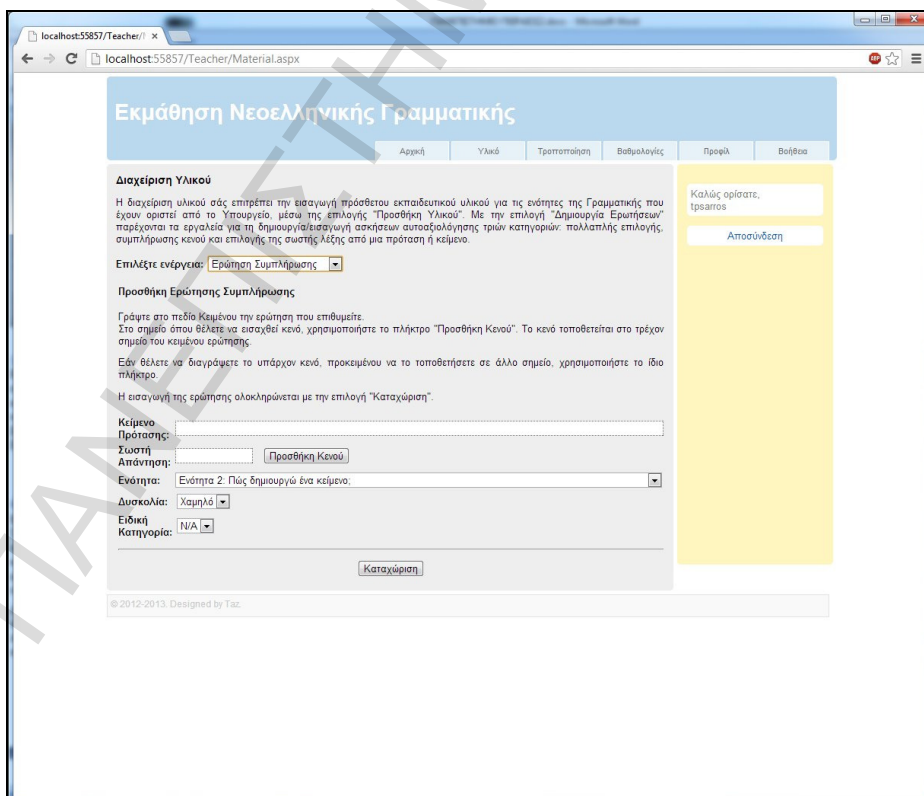 localhost:55857/Teacher/
localhost:55857/Teacher/Material.aspx
Εκμάθηση Νεοελληνικής Γραμματικής
Αρχική Υλικό Τροποποίηση Βαθμολογίες Προφίλ Βοήθεια
Διαχείριση Υλικού
Η διαχείριση υλικού σάς επιτρέπει την εισαγωγή πρόσθετου εκπαιδευτικού υλικού για τις ενότητες της Γραμματικής που
έχουν οριστεί από το Υπουργείο, μέσω της επιλογής "Προσθήκη Υλικού". Με την επιλογή "Δημιουργία Ερωτήσεων"
παρέχονται τα εργαλεία για τη δημιουργία/εισαγωγή ασκήσεων αυτοαξιολόγησης τριών κατηγοριών: πολλαπλής επιλογής,
συμπλήρωσης κενού και επιλογής της σωστής λέξης από μια πρόταση ή κείμενο.
Επιλέξτε ενέργεια: Ερώτηση Συμπλήρωσης
Προσθήκη Ερώτησης Συμπλήρωσης
Γράψτε στο πεδίο Κειμένου την ερώτηση που επιθυμείτε.
Στο σημείο όπου θέλετε να εισαχθεί κενό, χρησιμοποιήστε το πλήκτρο "Προσθήκη Κενού". Το κενό τοποθετείται στο τρέχον
σημείο του κειμένου ερώτησης.
Εάν θέλετε να διαγράψετε το υπάρχον κενό, προκειμένου να το τοποθετήσετε σε άλλο σημείο, χρησιμοποιήστε το ίδιο
πλήκτρο.
Η εισαγωγή της ερώτησης ολοκληρώνεται με την επιλογή "Καταχώριση".
Κείμενο
Πρότασης:
Σωστή
Απάντηση: Προσθήκη Κενού
Ενότητα: Ενότητα 2: Πώς δημιουργώ ένα κείμενο;
Δυσκολία: Χαμηλό
Ειδική
Κατηγορία: N/A
Καταχώριση
Καλώς ορίσατε,
tpsarros
Αποσύνδεση
© 2012-2013. Designed by Taz.
ΠΑΝΕΠΙΣΤΗΜ